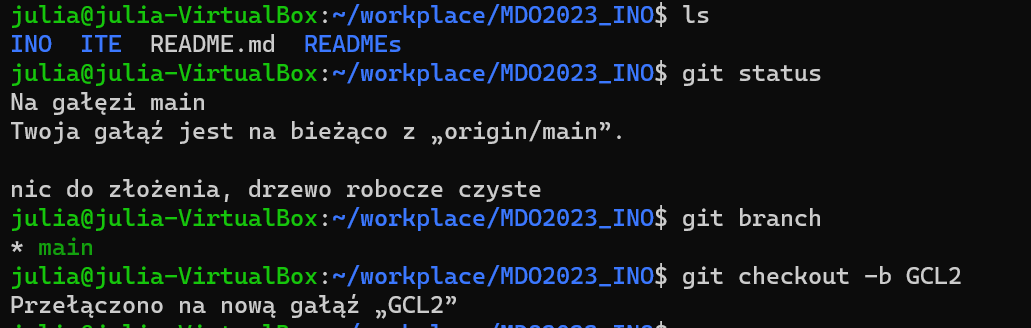 julia@julia-VirtualBox:~/workplace/MDO2023_INO$ ls
INO  ITE  README.md  READMEs
julia@julia-VirtualBox:~/workplace/MDO2023_INO$ git status
Na gałęzi main
Twoja gałąź jest na bieżąco z „origin/main”.
nic do złożenia, drzewo robocze czyste
julia@julia-VirtualBox:~/workplace/MDO2023_INO$ git branch
* main
julia@julia-VirtualBox:~/workplace/MDO2023_INO$ git checkout -b GCL2
Przełączono na nową gałąź „GCL2”